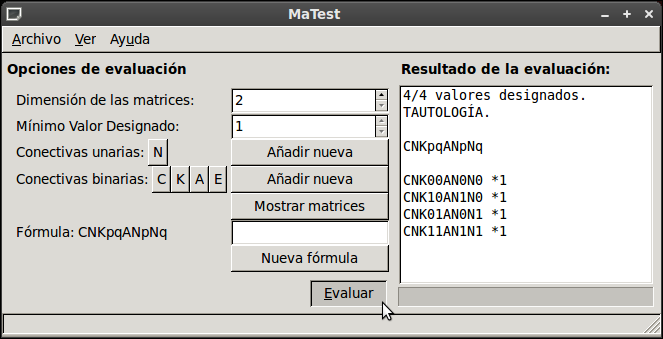 MaTest
Archivo Ver Ayuda
Opciones de evaluación
Dimensión de las matrices: 2
Mínimo Valor Designado: 1
Conectivas unarias: N Añadir nueva
Conectivas binarias: C K A E Añadir nueva
Mostrar matrices
Fórmula: CNKpqANpNq
Nueva fórmula
Evaluar
Resultado de la evaluación:
4/4 valores designados.
TAUTOLOGÍA.
CNKpqANpNq
CNK00AN0N0 *1
CNK10AN1N0 *1
CNK01AN0N1 *1
CNK11AN1N1 *1